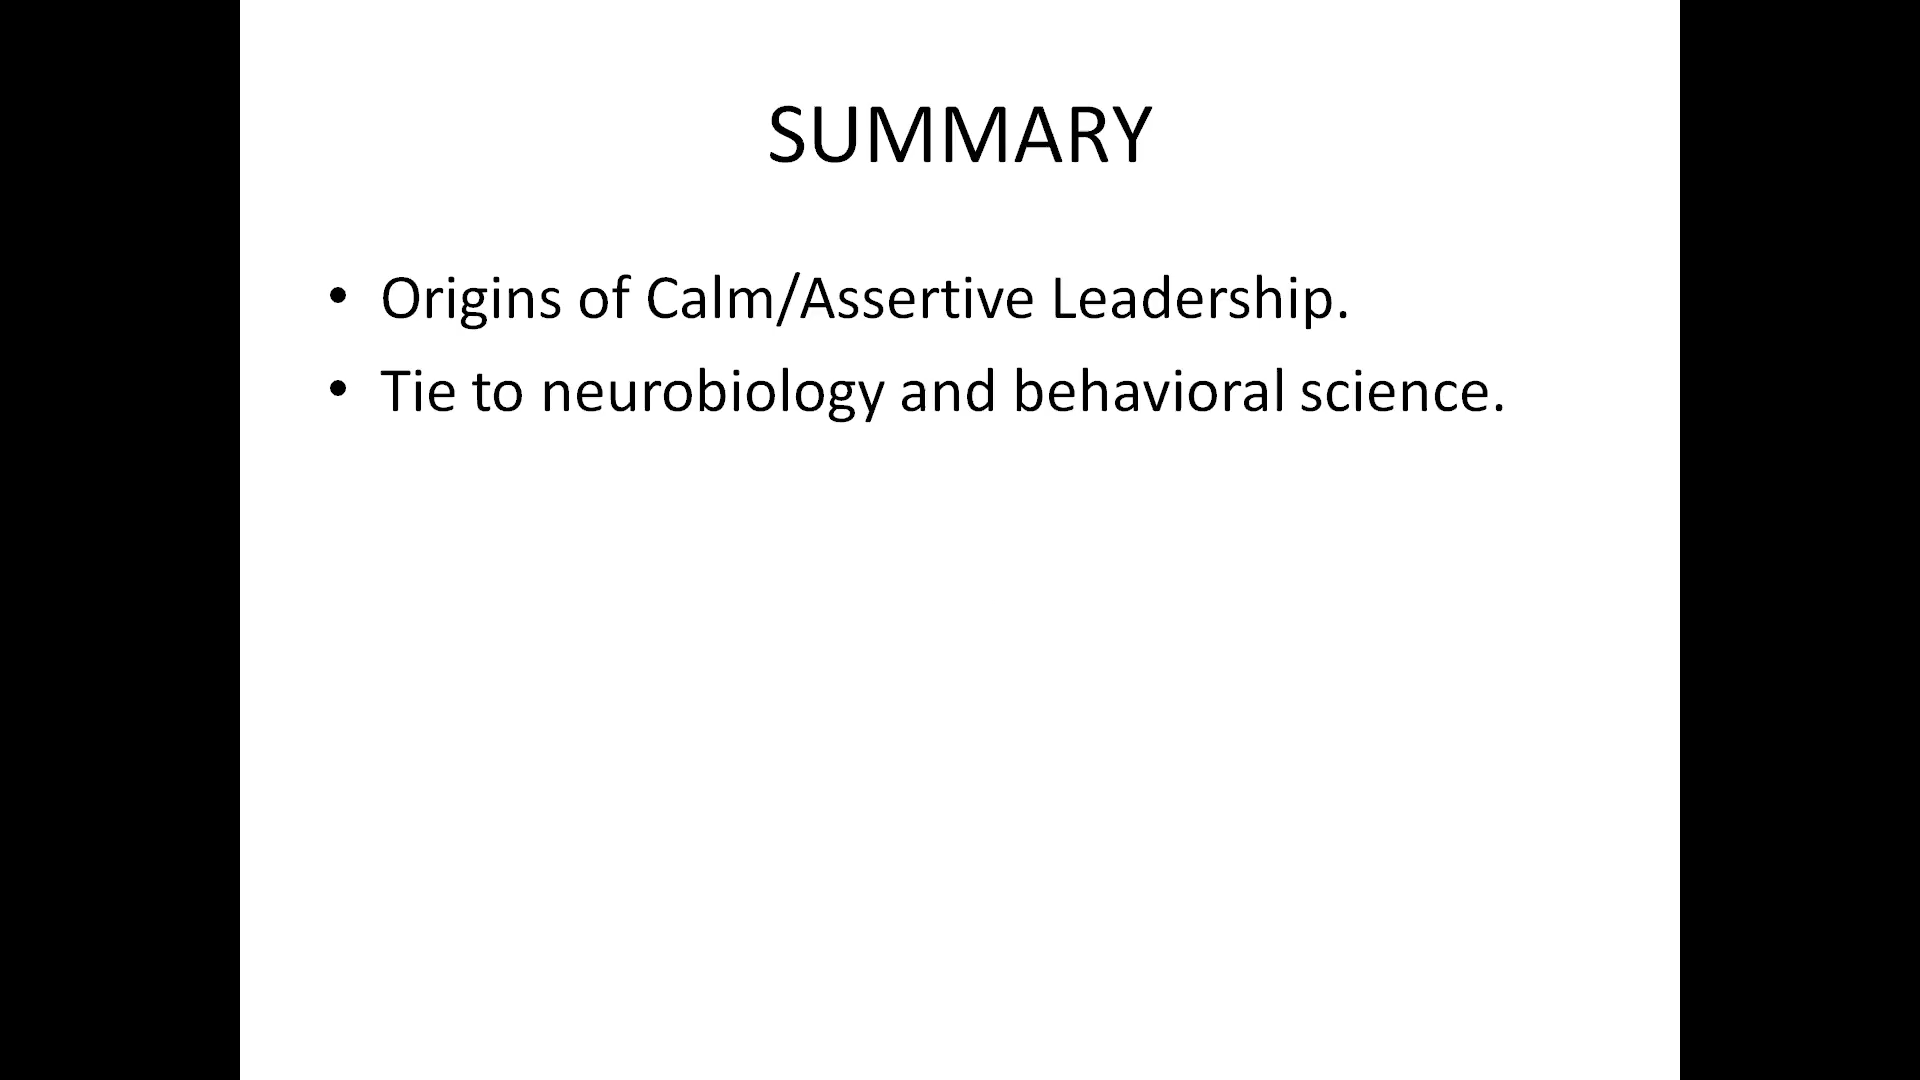 SUMMARY
• Origins of Calm/Assertive Leadership.
• Tie to neurobiology and behavioral science.